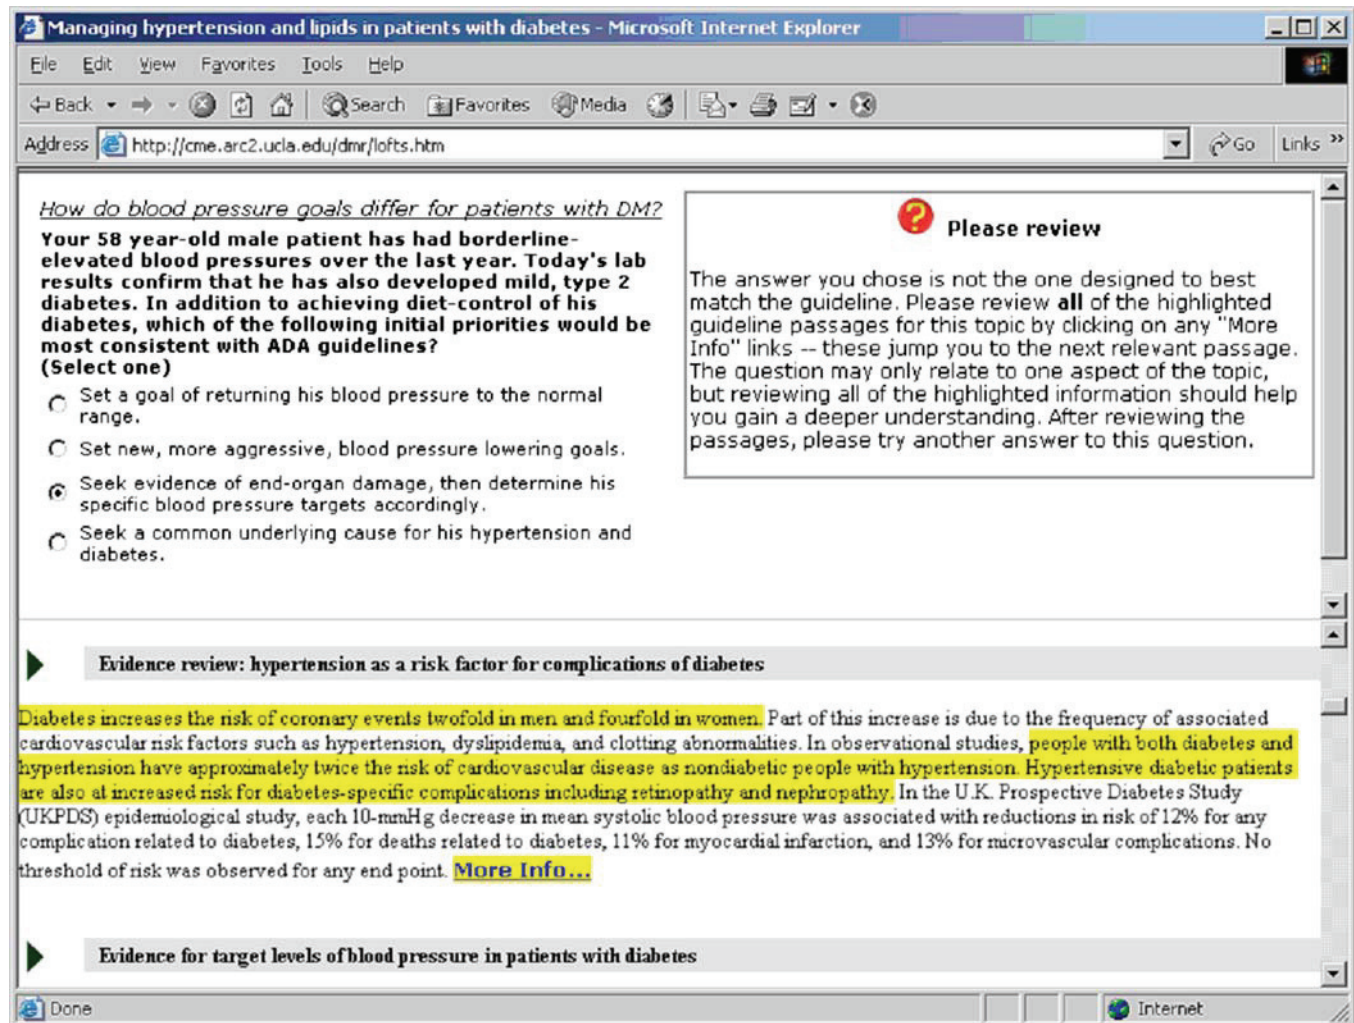 Managing hypertension and lipids in patients with diabetes - Microsoft Internet Explorer
File Edit View Favorites Tools Help
Back Search Favorites Media
Address http://cme.arc2.ucla.edu/dmr/lofts.htm Go Links »
How do blood pressure goals differ for patients with DM?
Your 58 year-old male patient has had borderline-
elevated blood pressures over the last year. Today's lab
results confirm that he has also developed mild, type 2
diabetes. In addition to achieving diet-control of his
diabetes, which of the following initial priorities would be
most consistent with ADA guidelines?
(Select one)
Set a goal of returning his blood pressure to the normal
range.
Set new, more aggressive, blood pressure lowering goals.
Seek evidence of end-organ damage, then determine his
specific blood pressure targets accordingly.
Seek a common underlying cause for his hypertension and
diabetes.
? Please review
The answer you chose is not the one designed to best
match the guideline. Please review all of the highlighted
guideline passages for this topic by clicking on any "More
Info" links -- these jump you to the next relevant passage.
The question may only relate to one aspect of the topic,
but reviewing all of the highlighted information should help
you gain a deeper understanding. After reviewing the
passages, please try another answer to this question.
Evidence review: hypertension as a risk factor for complications of diabetes
Diabetes increases the risk of coronary events twofold in men and fourfold in women. Part of this increase is due to the frequency of associated
cardiovascular risk factors such as hypertension, dyslipidemia, and clotting abnormalities. In observational studies, people with both diabetes and
hypertension have approximately twice the risk of cardiovascular disease as nondiabetic people with hypertension. Hypertensive diabetic patients
are also at increased risk for diabetes-specific complications including retinopathy and nephropathy. In the U.K. Prospective Diabetes Study
(UKPDS) epidemiological study, each 10-mmHg decrease in mean systolic blood pressure was associated with reductions in risk of 12% for any
complication related to diabetes, 15% for deaths related to diabetes, 11% for myocardial infarction, and 13% for microvascular complications. No
threshold of risk was observed for any end point. More Info...
Evidence for target levels of blood pressure in patients with diabetes
Done Internet